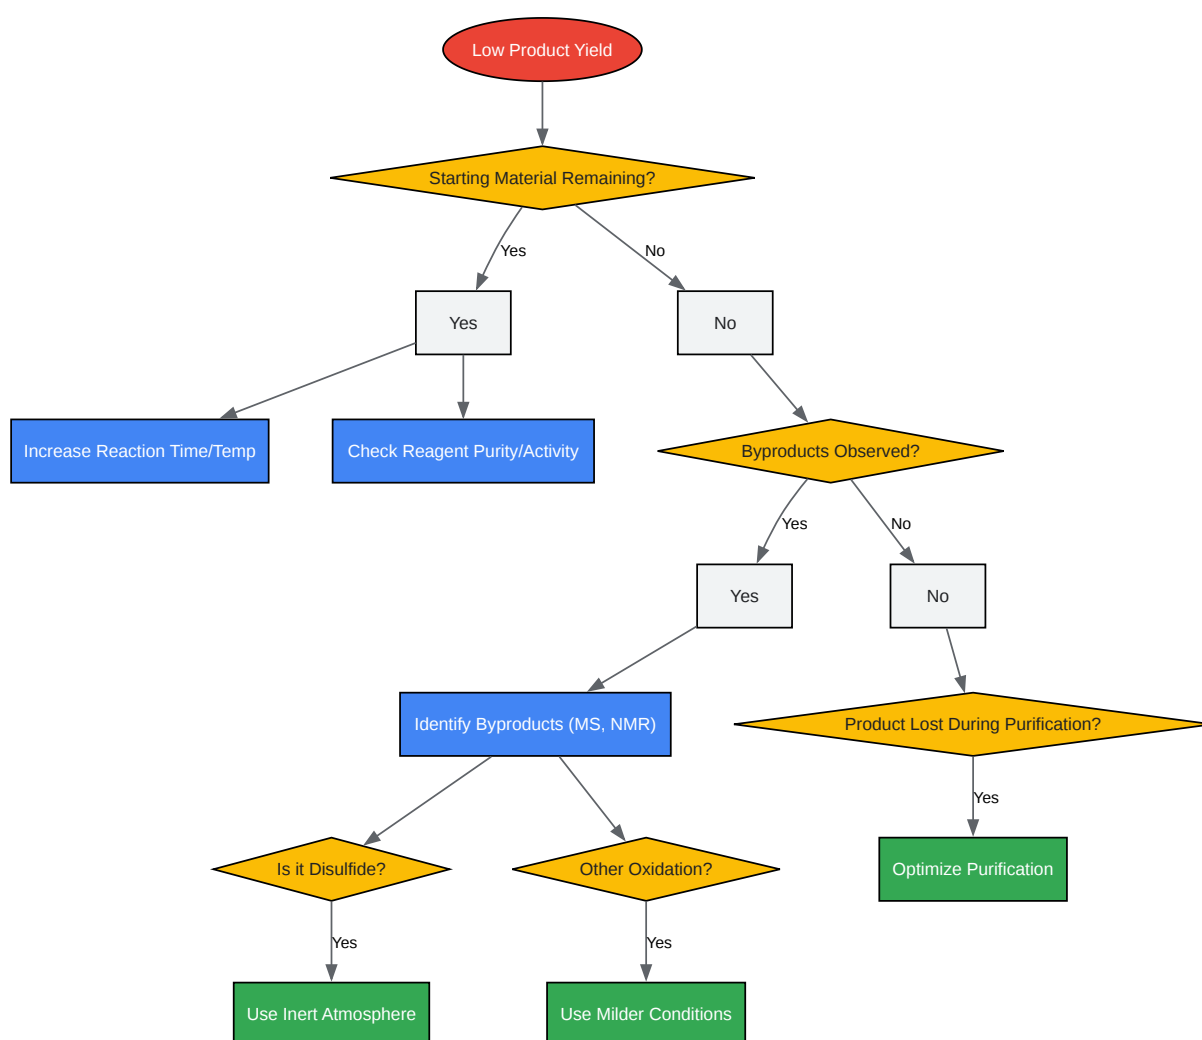 Low Product Yield
Starting Material Remaining?
Yes
No
Yes
No
Increase Reaction Time/Temp
Check Reagent Purity/Activity
Byproducts Observed?
Yes
No
Yes
No
Identify Byproducts (MS, NMR)
Product Lost During Purification?
Yes
Is it Disulfide?
Other Oxidation?
Optimize Purification
Yes
Yes
Use Inert Atmosphere
Use Milder Conditions